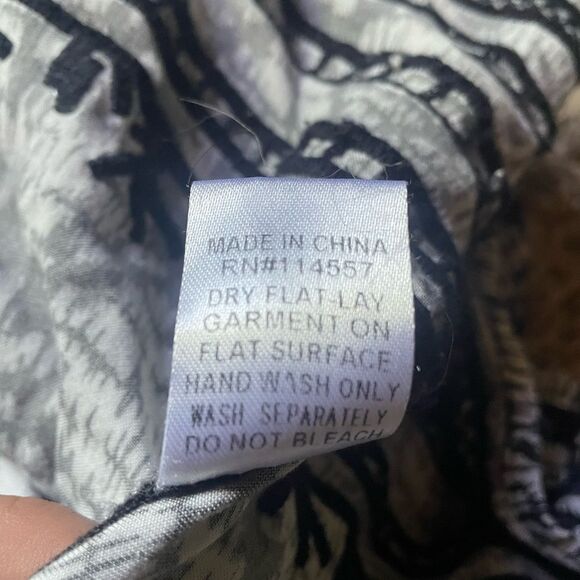 MADE IN CHINA
RN#114557
DRY FLAT-LAY
GARMENT ON
FLAT SURFACE
HAND WASH ONLY
WASH SEPARATELY
DO NOT BLEACH